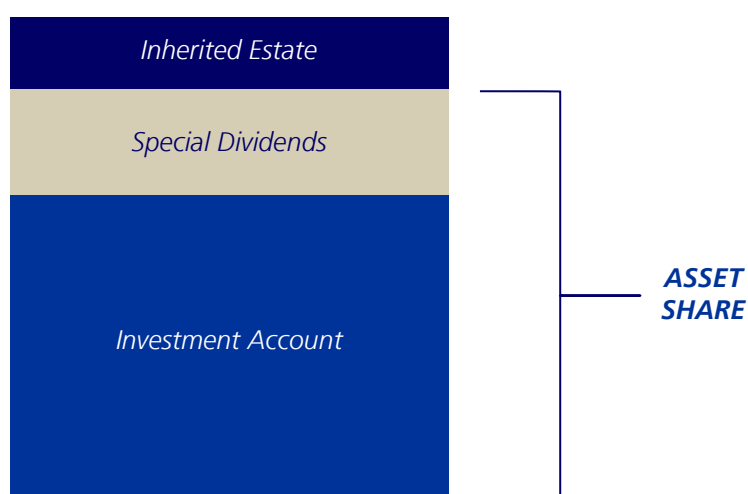 Inherited Estate
Special Dividends
Investment Account
ASSET
SHARE